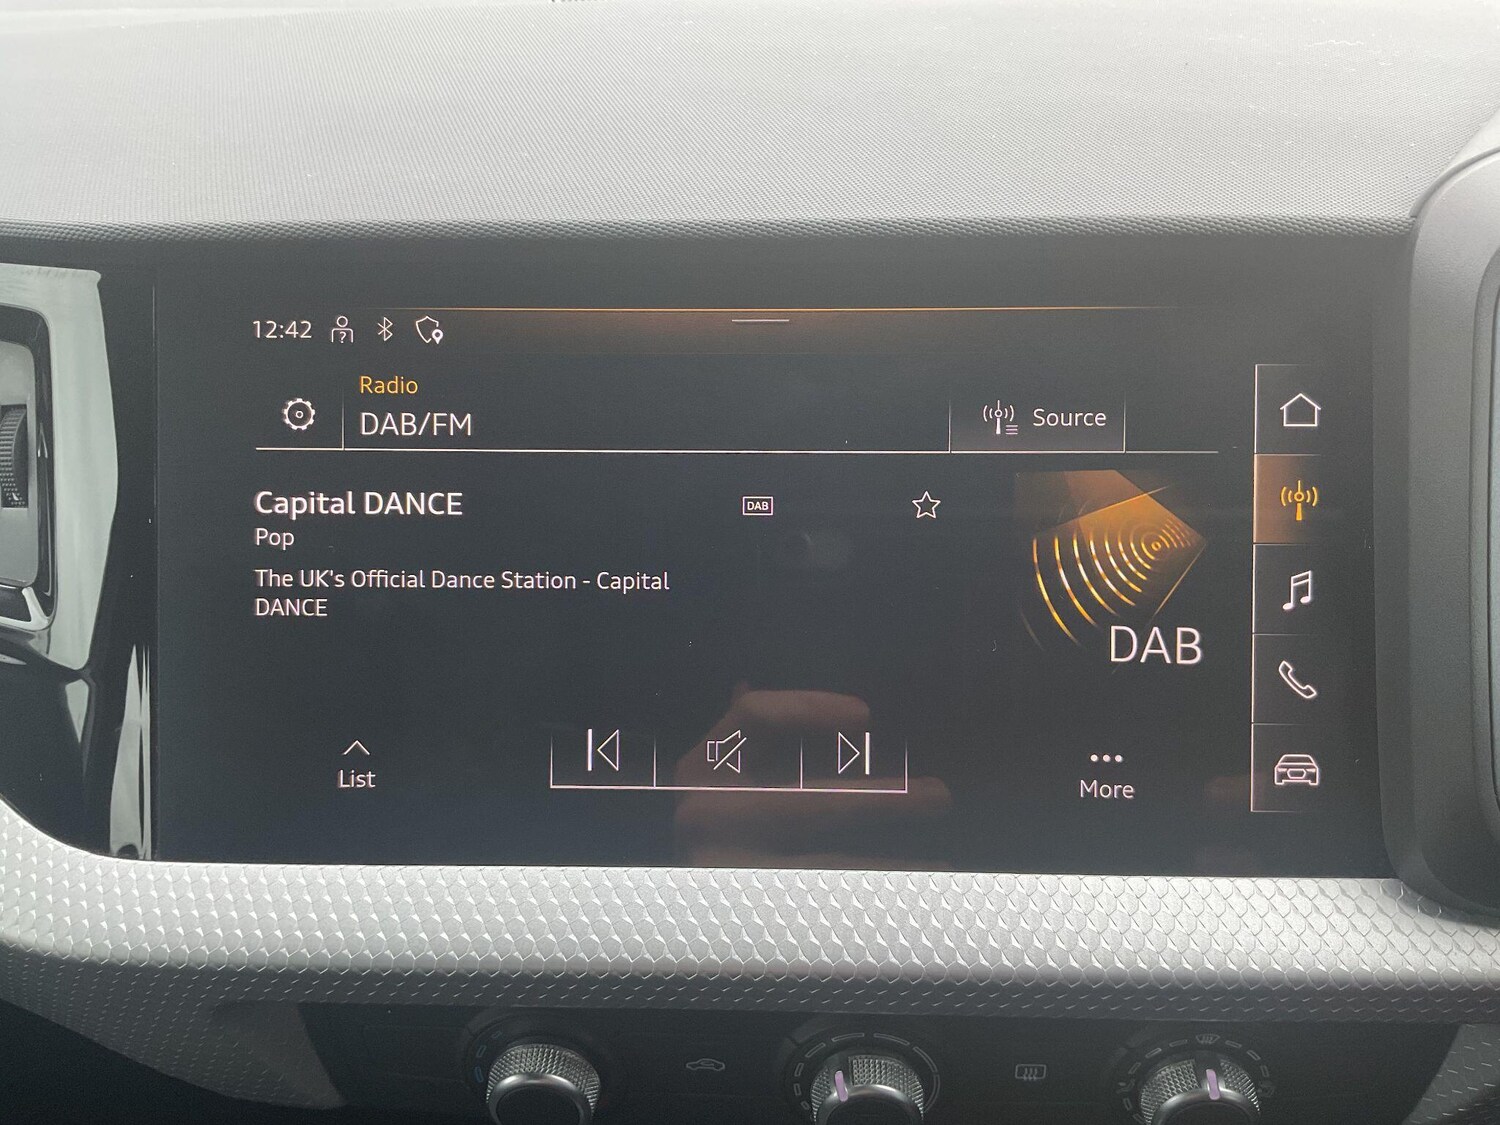 12:42
Radio
DAB/FM
Source
Capital DANCE
DAB
Pop
The UK's Official Dance Station - Capital
DANCE
DAB
List
More